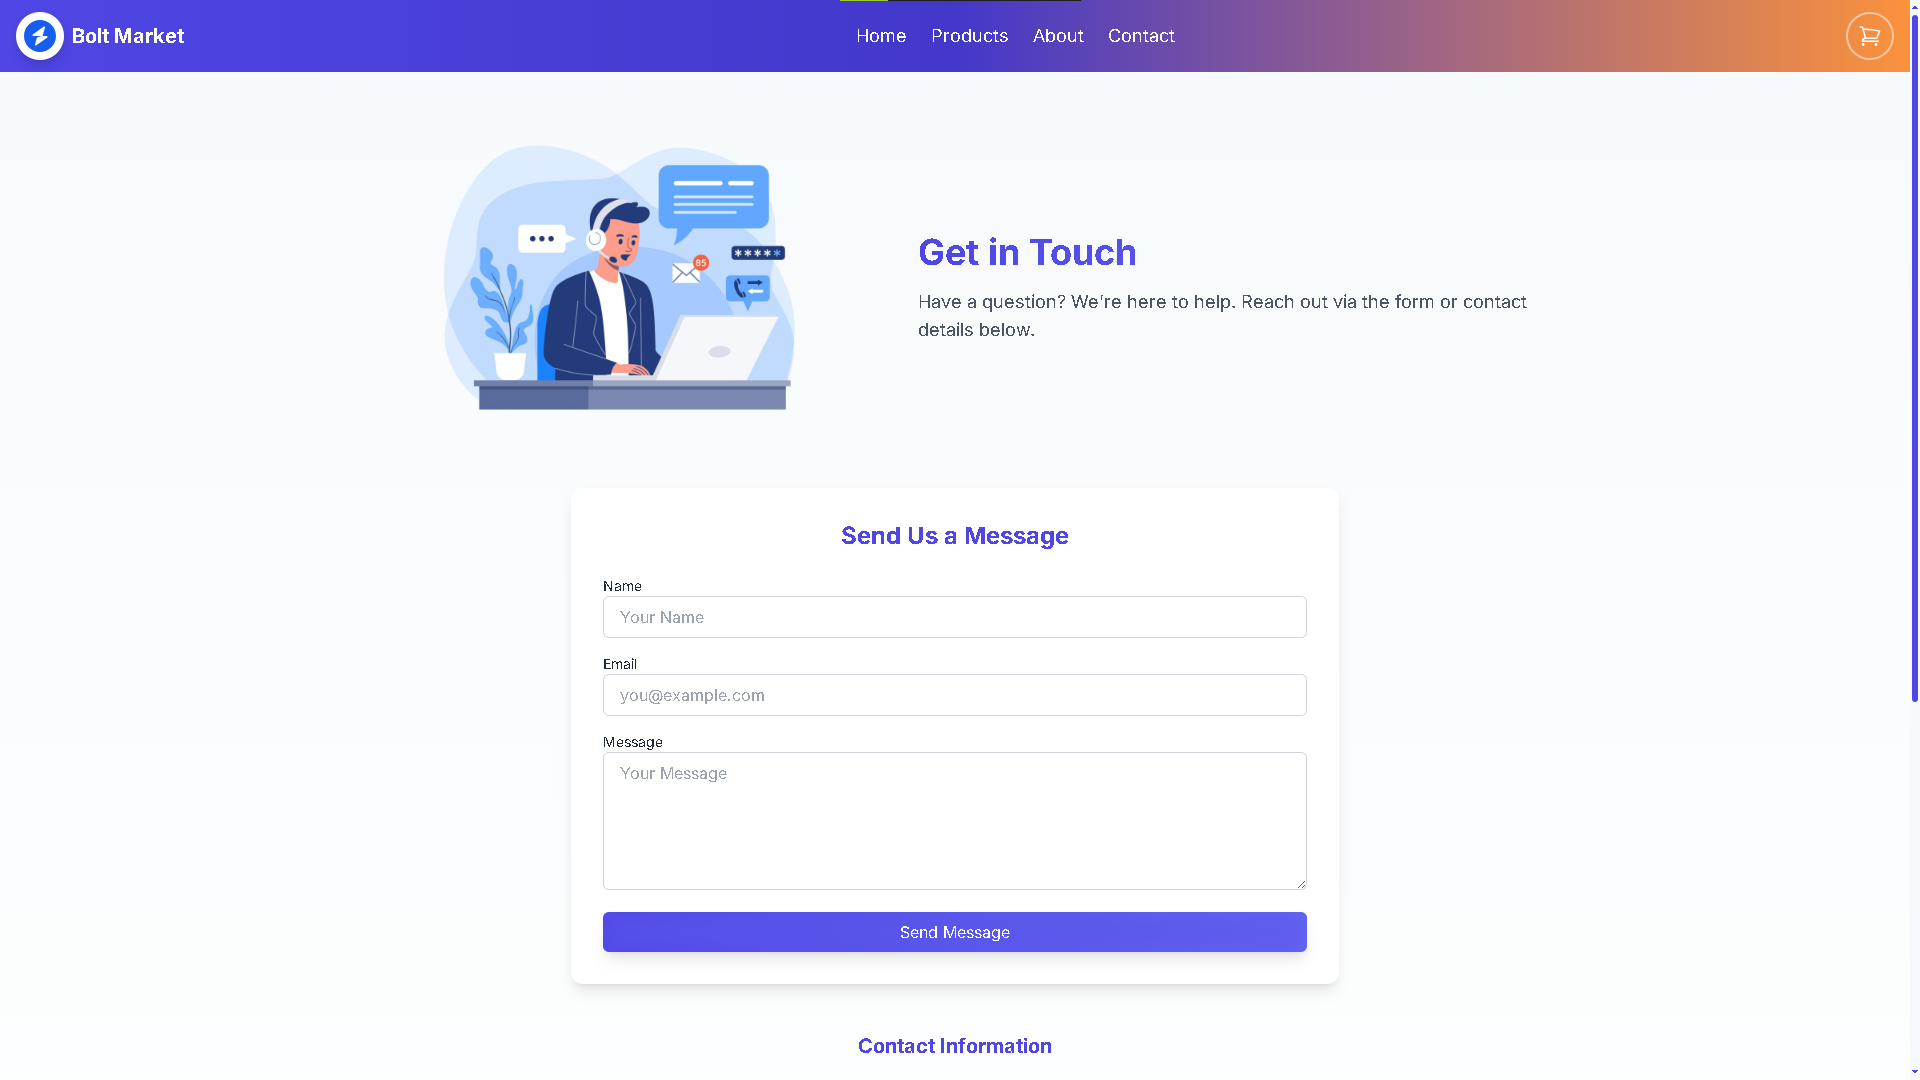 Bolt Market
Home Products About Contact
85
*****
Get in Touch
Have a question? We're here to help. Reach out via the form or contact
details below.
Send Us a Message
Name
Your Name
Email
you@example.com
Message
Your Message
Send Message
Contact Information